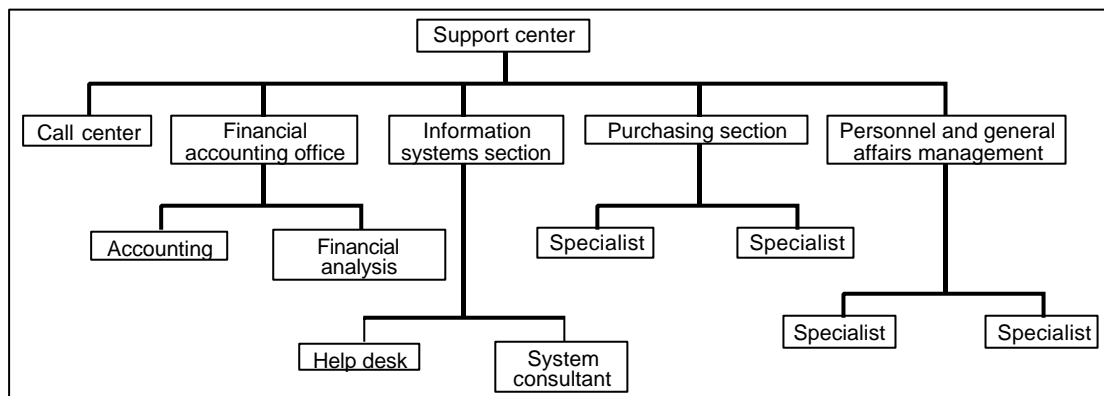 Support center
Call center
Financial
accounting office
Information
systems section
Purchasing section
Personnel and general
affairs management
Accounting
Financial
analysis
Specialist
Specialist
Help desk
System
consultant
Specialist
Specialist